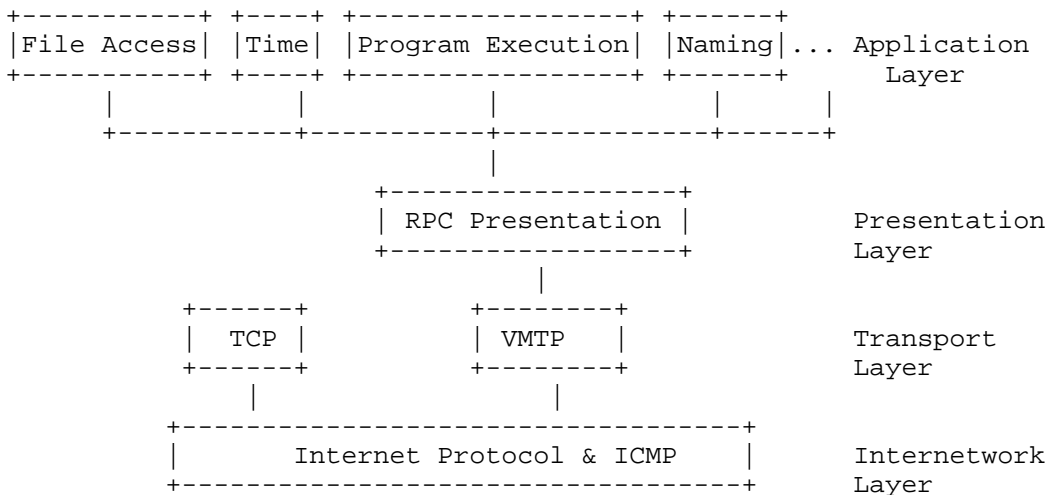 File Access Time Program Execution Naming ... Application
Layer
RPC Presentation Presentation
Layer
TCP VMTP Transport
Layer
Internet Protocol & ICMP Internetwork
Layer